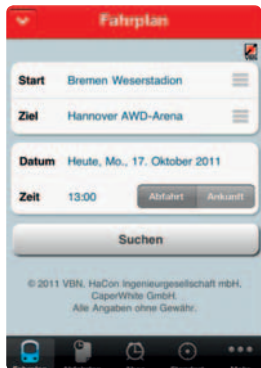 Fahrplan
VBN
Start Bremen Weserstadion
Ziel Hannover AWD-Arena
Datum Heute, Mo., 17. Oktober 2011
Zeit 13:00 Abfahrt Ankunft
Suchen
© 2011 VBN, HaCon Ingenieurgesellschaft mbH,
CaperWhite GmbH.
Alle Angaben ohne Gewähr.